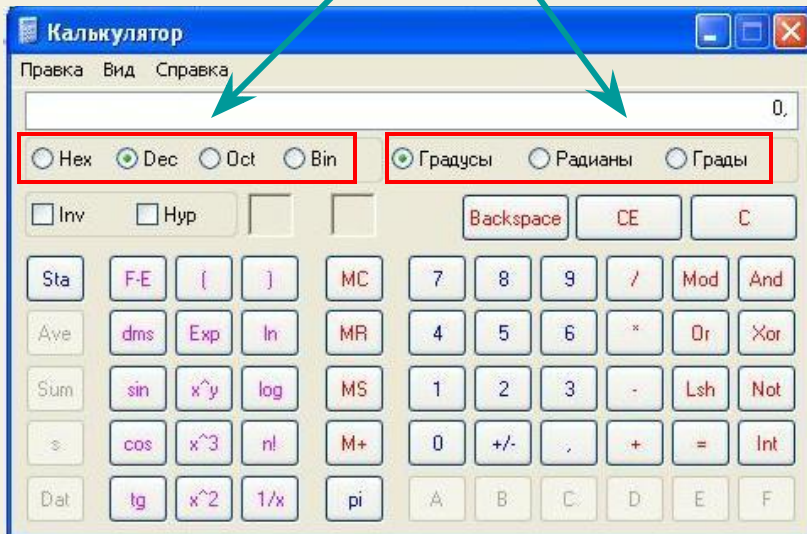 Калькулятор
Правка Вид Справка
0,
Hex Dec Oct Bin Градусы Радианы Грады
Inv Hyp Backspace CE C
Sta F-E ( ) MC 7 8 9 / Mod And
Ave dms Exp ln MR 4 5 6 * Or Xor
Sum sin x^y log MS 1 2 3 - Lsh Not
s cos x^3 n! M+ 0 +/- , + = Int
Dat tg x^2 1/x pi A B C D E F